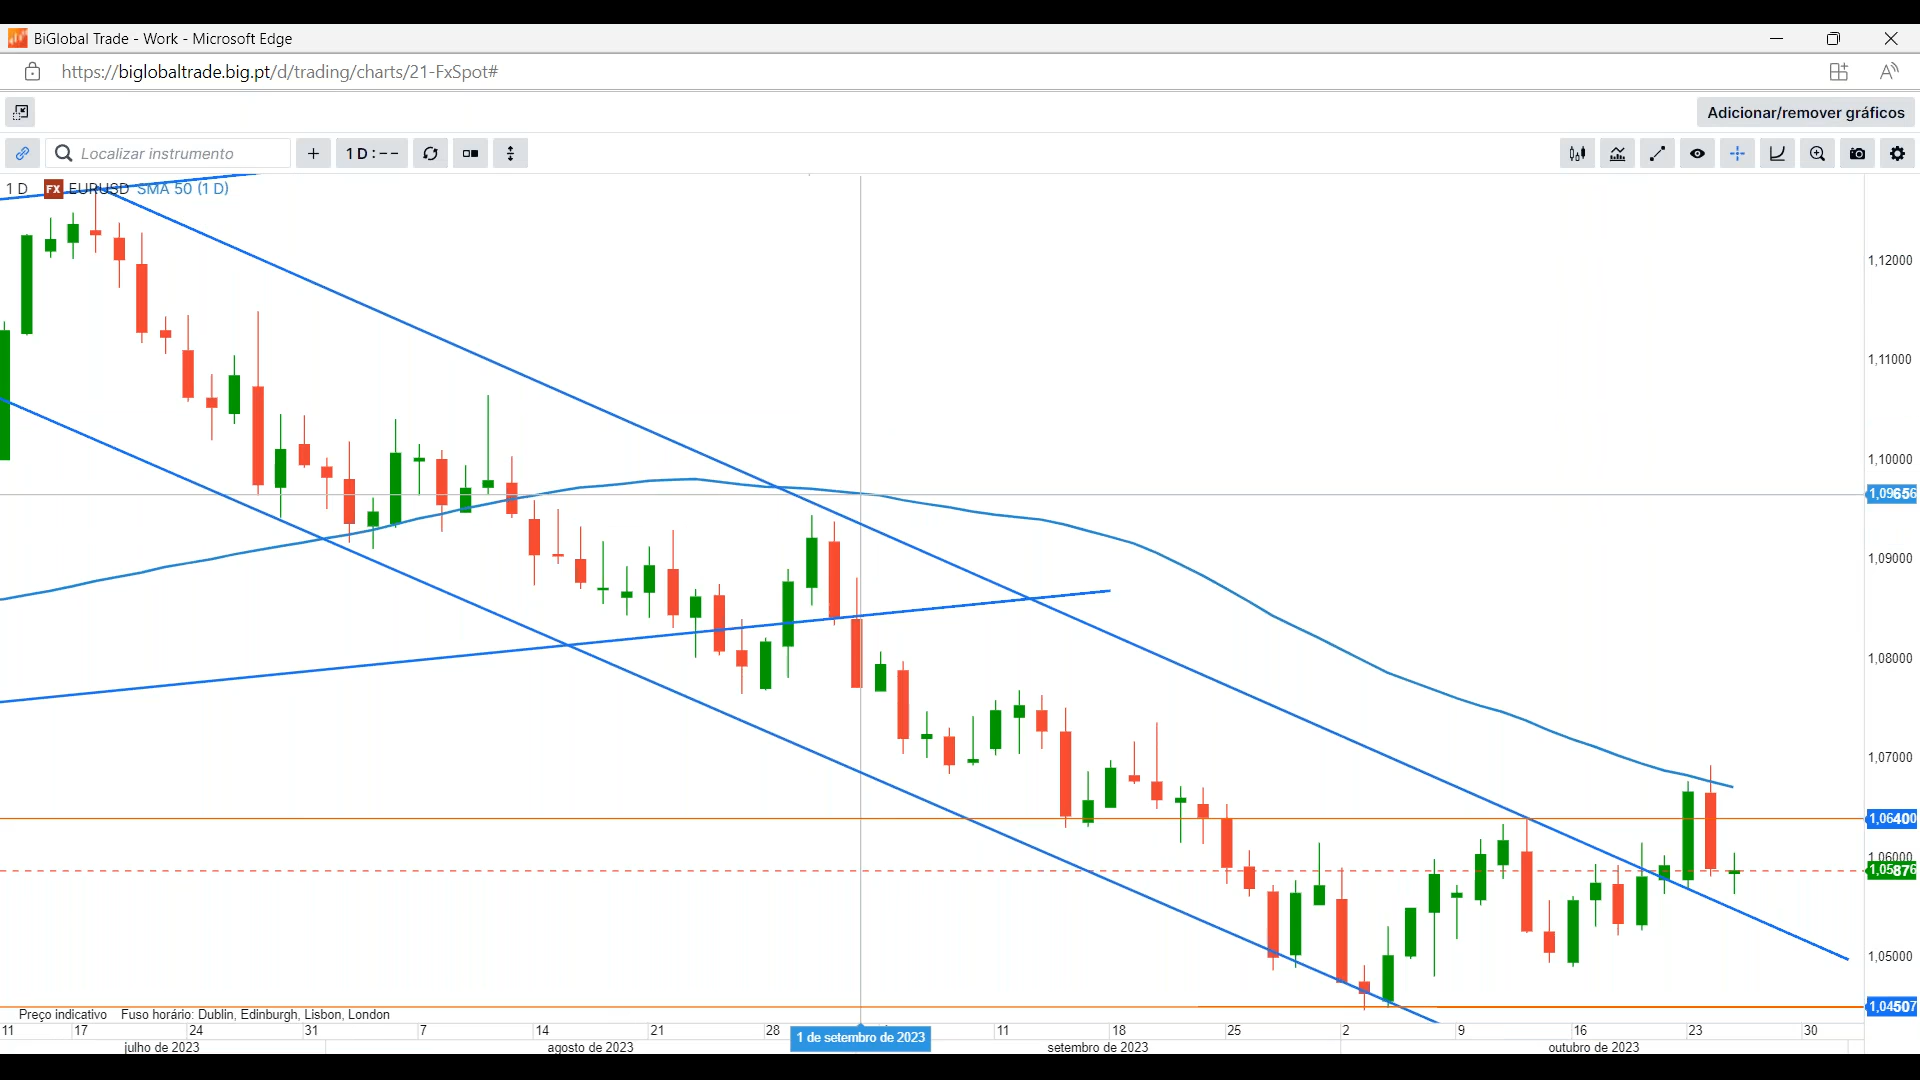 BiGlobal Trade - Work - Microsoft Edge
https://biglobaltrade.big.pt/d/trading/charts/21-FxSpot#
Adicionar/remover gráficos
Localizar instrumento
1 D : --
1 D FX EURUSD SMA 50 (1 D)
1,12000
1,11000
1,10000
1,09656
1,09000
1,08000
1,07000
1,06400
1,06000
1,05876
1,05000
1,04507
Preço indicativo Fuso horário: Dublin, Edinburgh, Lisbon, London
11 17 24 31 7 14 21 28 1 de setembro de 2023 11 18 25 2 9 16 23 30
julho de 2023 agosto de 2023 setembro de 2023 outubro de 2023